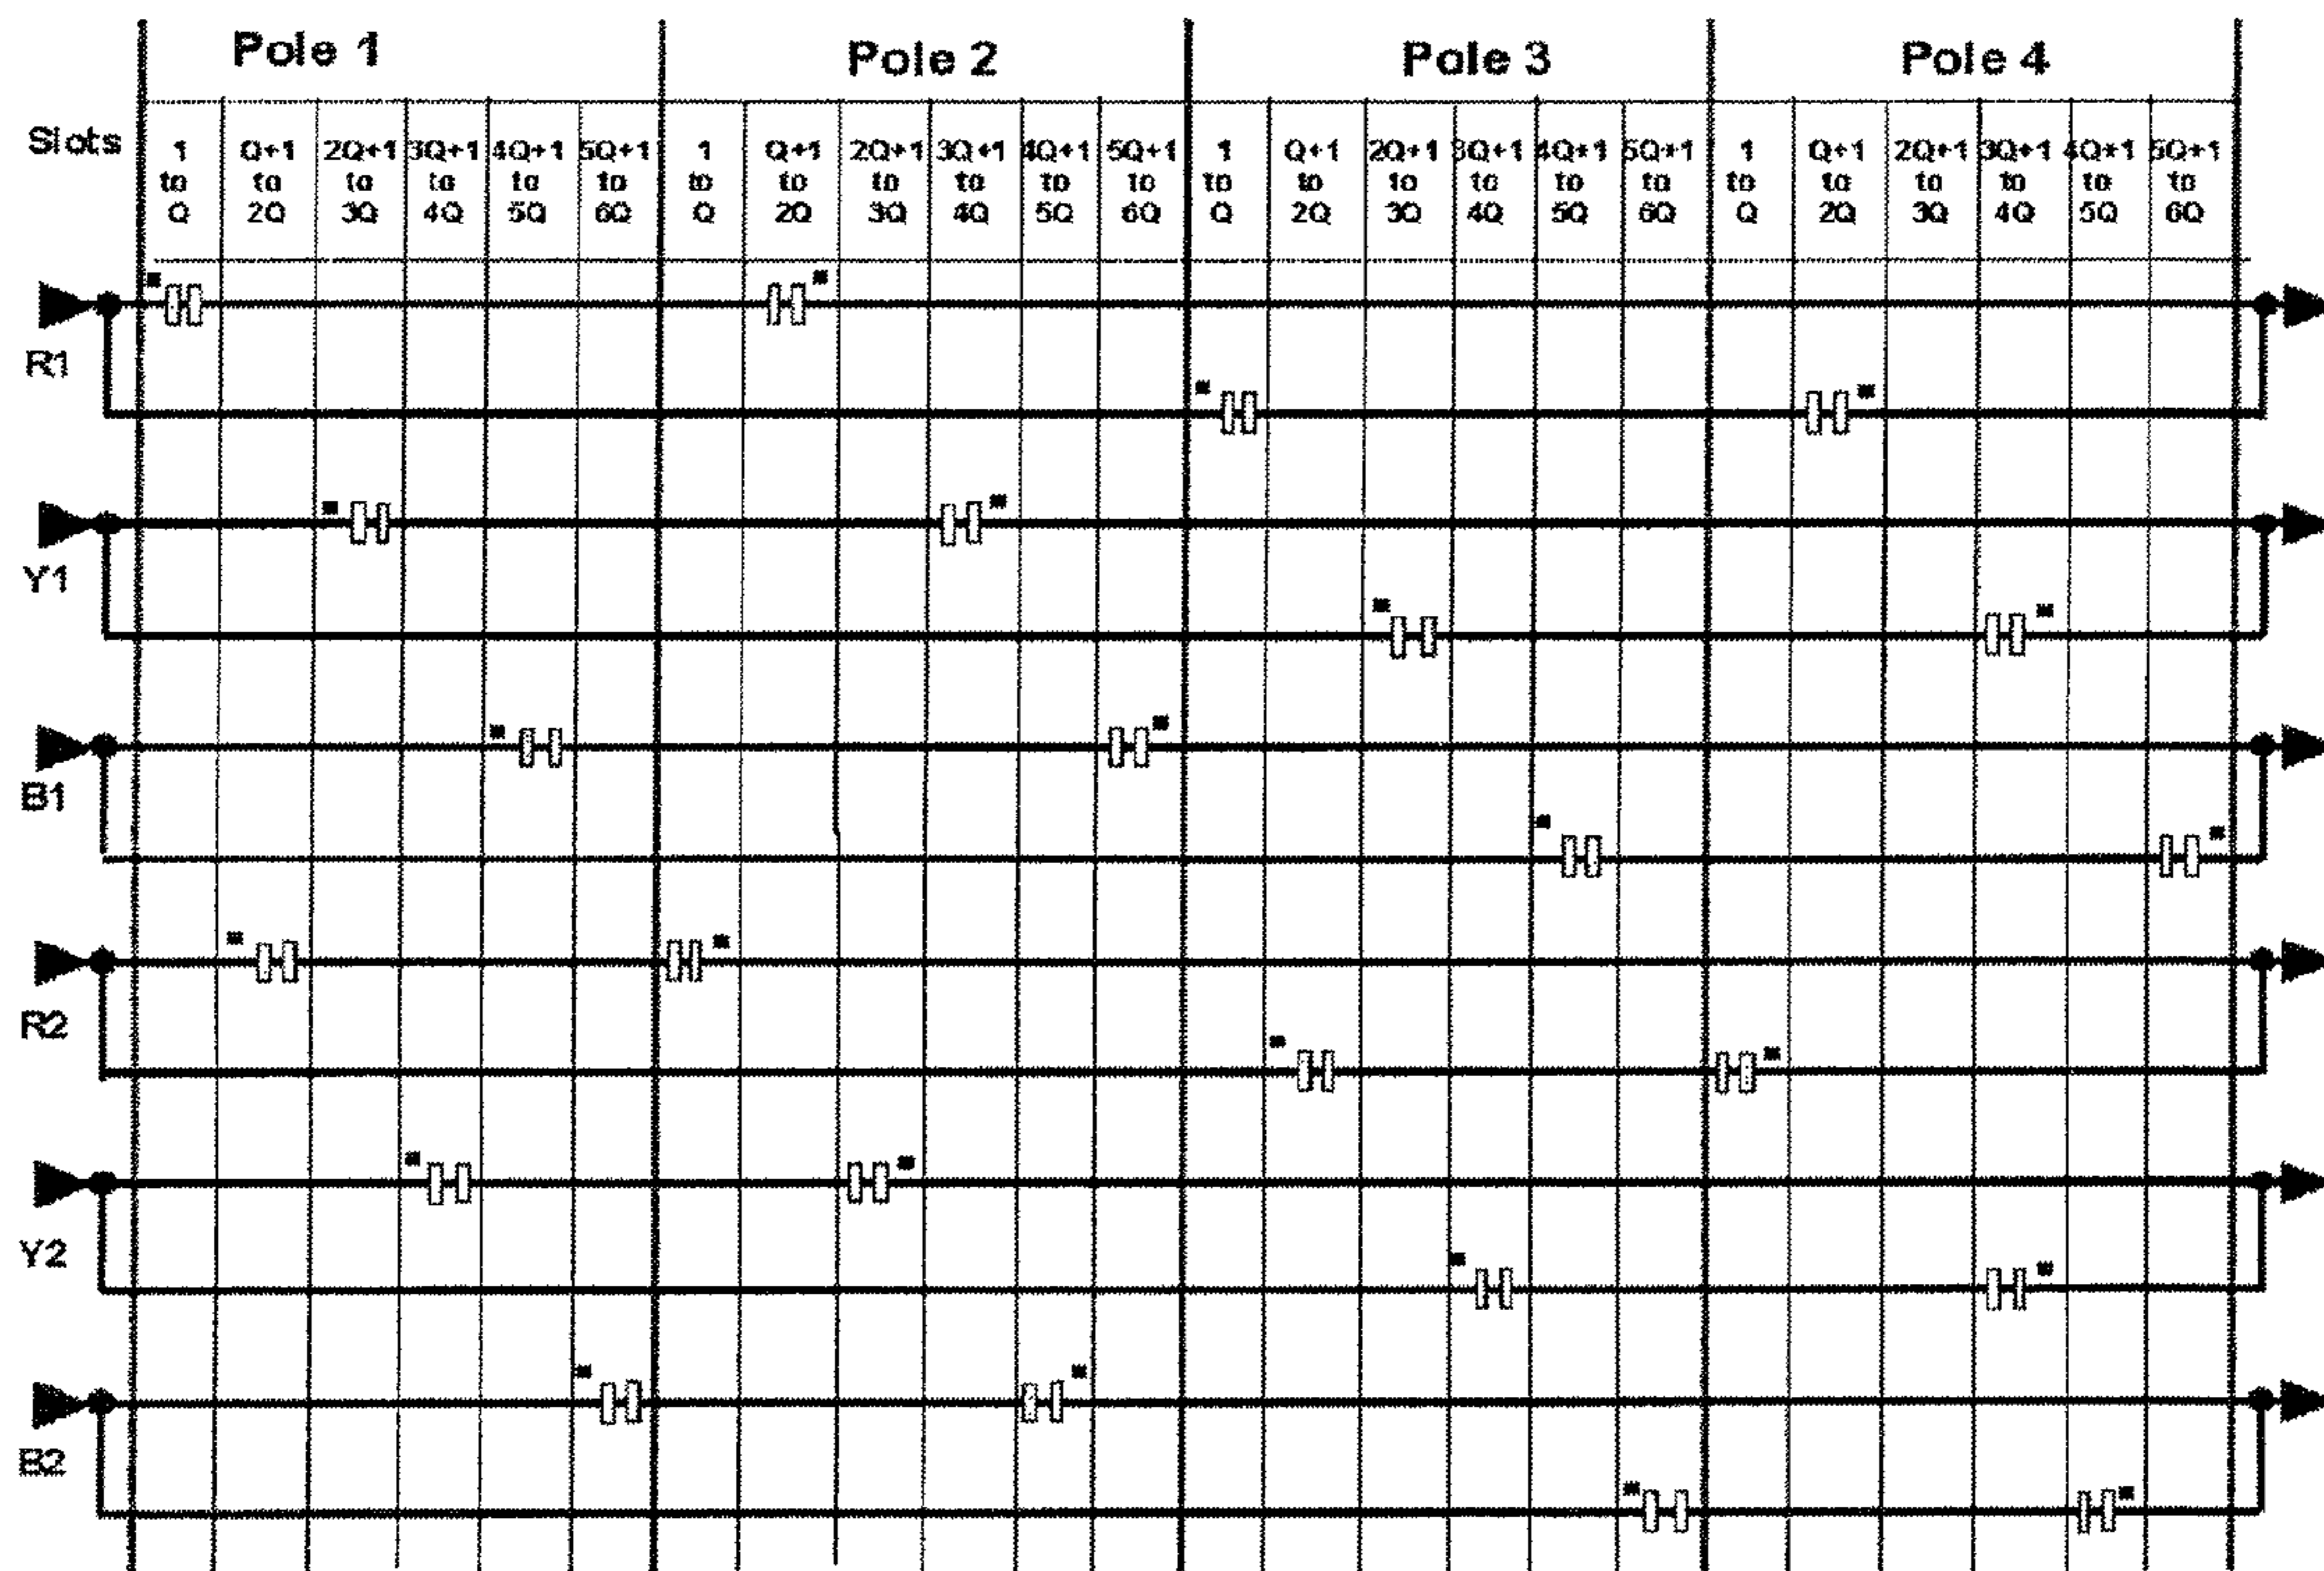 Pole 1 Pole 2 Pole 3 Pole 4
Slots 1 Q+1 2Q+1 3Q+1 4Q+1 5Q+1 1 Q+1 2Q+1 3Q+1 4Q+1 5Q+1 1 Q+1 2Q+1 3Q+1 4Q+1 5Q+1 1 Q+1 2Q+1 3Q+1 4Q+1 5Q+1
to to to to to to to to to to to to to to to to to to to to to to to to
Q 2Q 3Q 4Q 5Q 6Q Q 2Q 3Q 4Q 5Q 6Q Q 2Q 3Q 4Q 5Q 6Q Q 2Q 3Q 4Q 5Q 6Q
R1
Y1
B1
R2
Y2
B2